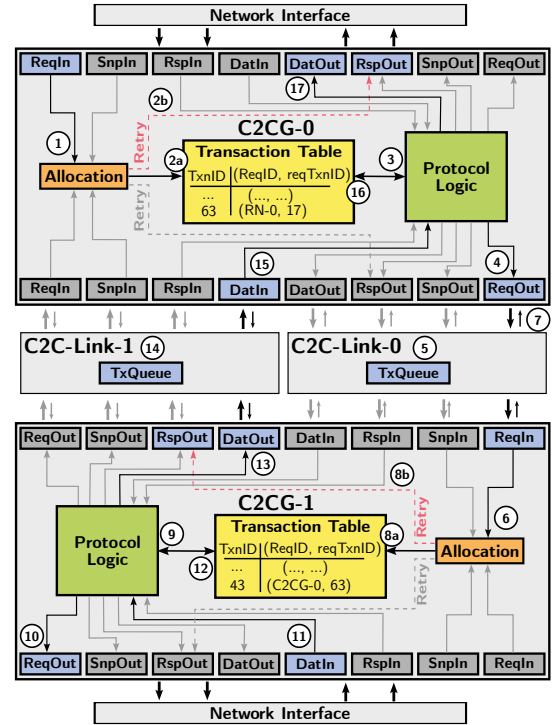 Network Interface
ReqIn SnpIn RspIn DatIn DatOut RspOut SnpOut ReqOut
2b 17
Retry
C2CG-0
1
Allocation
2a
Transaction Table
TxnID (ReqID, reqTxnID)
... (..., ...)
63 (RN-0, 17)
3
16
Protocol
Logic
Retry
15
4
ReqIn SnpIn RspIn DatIn DatOut RspOut SnpOut ReqOut
7
C2C-Link-1 14
TxQueue
C2C-Link-0 5
TxQueue
ReqOut SnpOut RspOut DatOut DatIn RspIn SnpIn ReqIn
13 8b
C2CG-1
Retry
6
Protocol
Logic
9
12
Transaction Table
TxnID (ReqID, reqTxnID)
... (..., ...)
43 (C2CG-0, 63)
8a
Allocation
Retry
10 11
ReqOut SnpOut RspOut DatOut DatIn RspIn SnpIn ReqIn
Network Interface